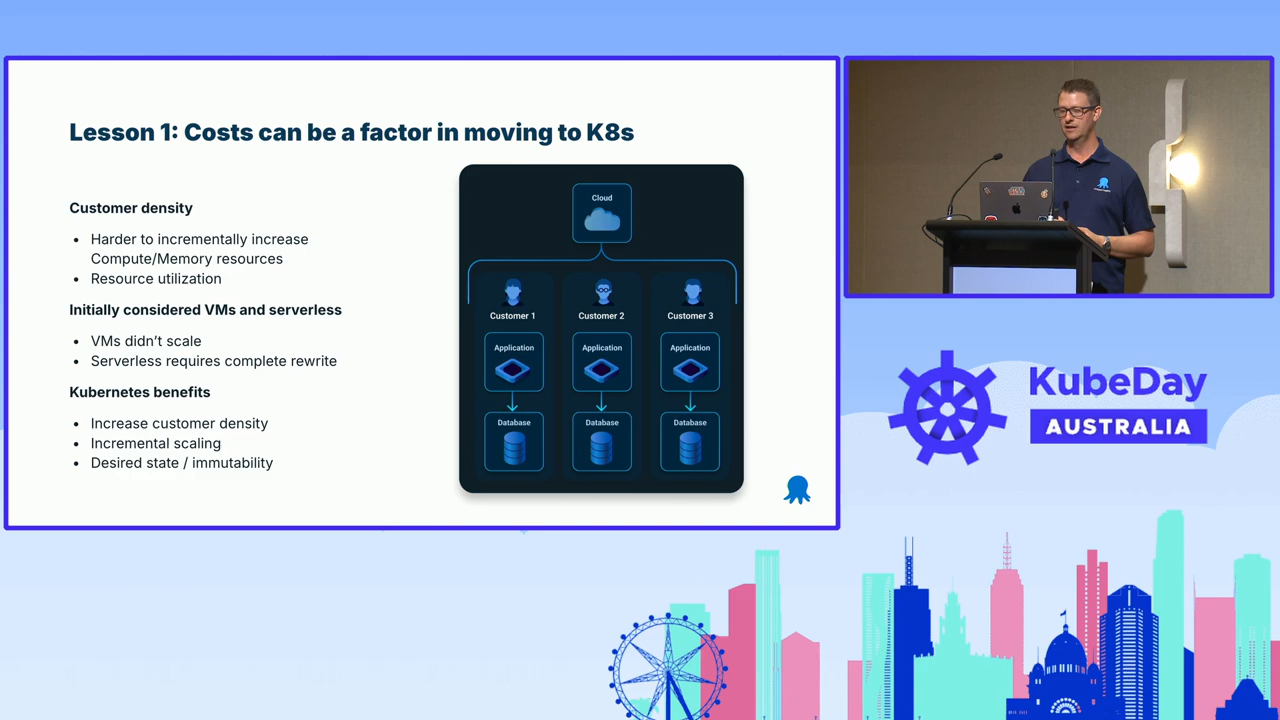 Lesson 1: Costs can be a factor in moving to K8s
Customer density
• Harder to incrementally increase
Compute/Memory resources
• Resource utilization
Initially considered VMs and serverless
• VMs didn't scale
• Serverless requires complete rewrite
Kubernetes benefits
• Increase customer density
• Incremental scaling
• Desired state / immutability
Cloud
Customer 1
Customer 2
Customer 3
Application
Application
Application
Database
Database
Database
KubeDay
AUSTRALIA